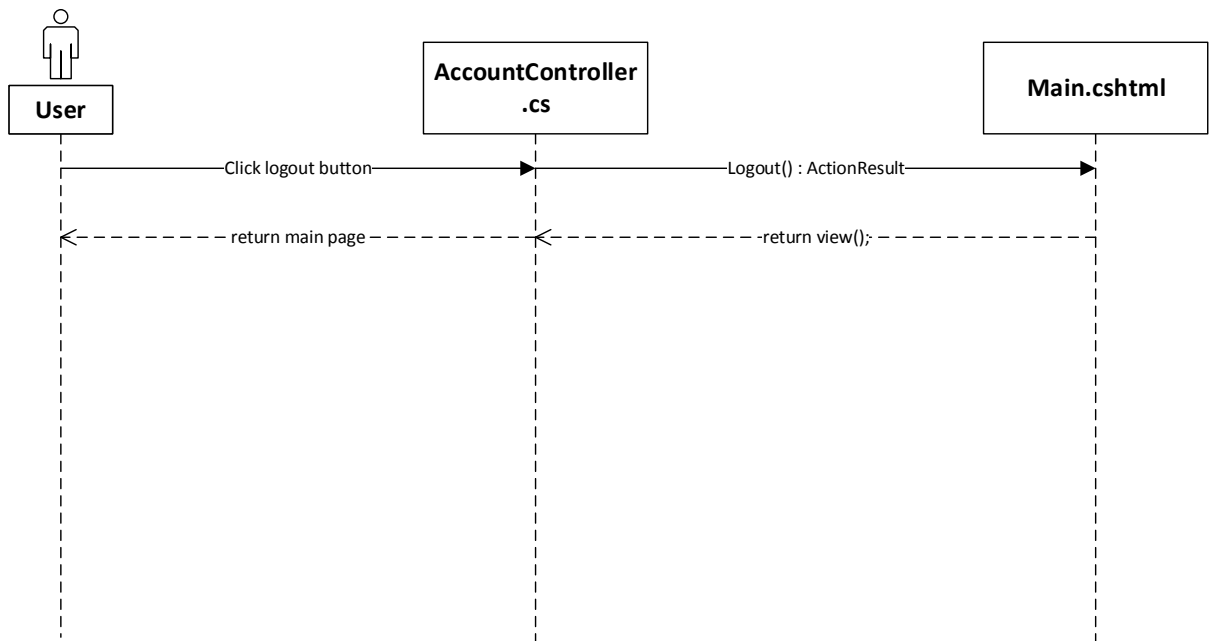 User
AccountController
.cs
Main.cshtml
Click logout button
Logout() : ActionResult
return main page
return view();